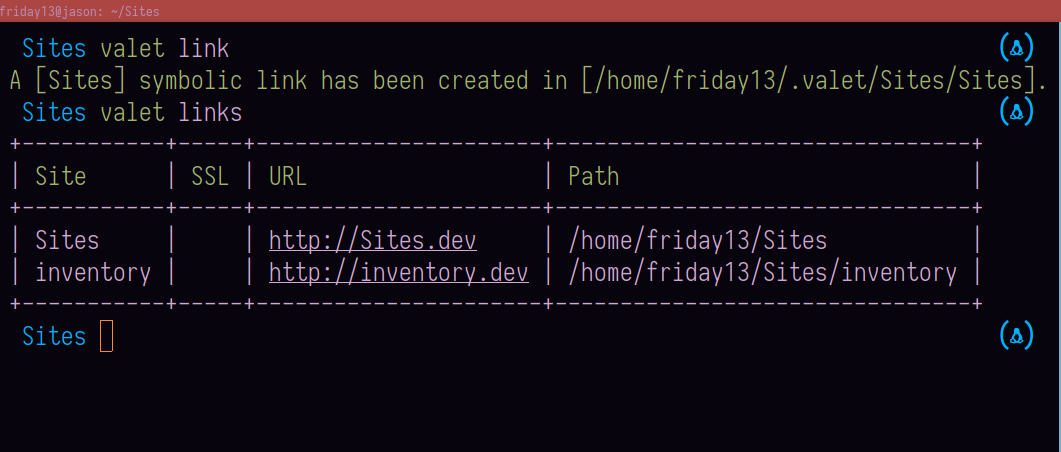 friday13@jason: ~/Sites
Sites valet link
A [Sites] symbolic link has been created in [/home/friday13/.valet/Sites/Sites].
Sites valet links
+-----------+-----+----------------------+--------------------------------+
| Site | SSL | URL | Path |
+-----------+-----+----------------------+--------------------------------+
| Sites | | http://Sites.dev | /home/friday13/Sites |
| inventory | | http://inventory.dev | /home/friday13/Sites/inventory |
+-----------+-----+----------------------+--------------------------------+
Sites